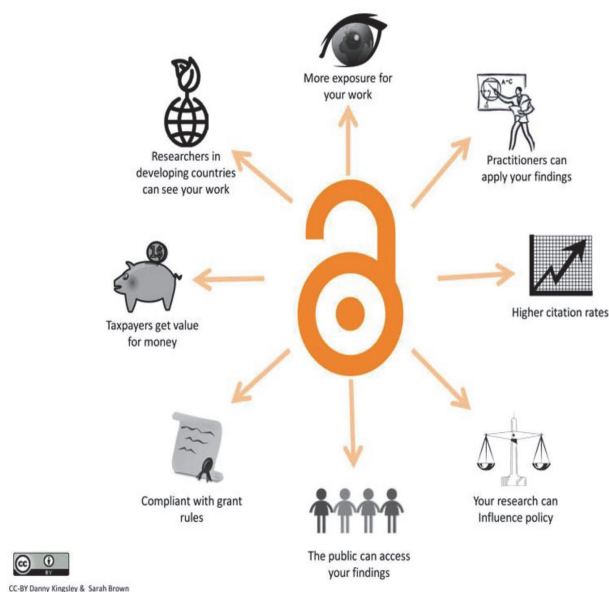 More exposure for
your work
Practitioners can
apply your findings
Higher citation rates
Your research can
Influence policy
The public can access
your findings
Compliant with grant
rules
Taxpayers get value
for money
Researchers in
developing countries
can see your work
cc
BY
CC-BY Danny Kingsley & Sarah Brown